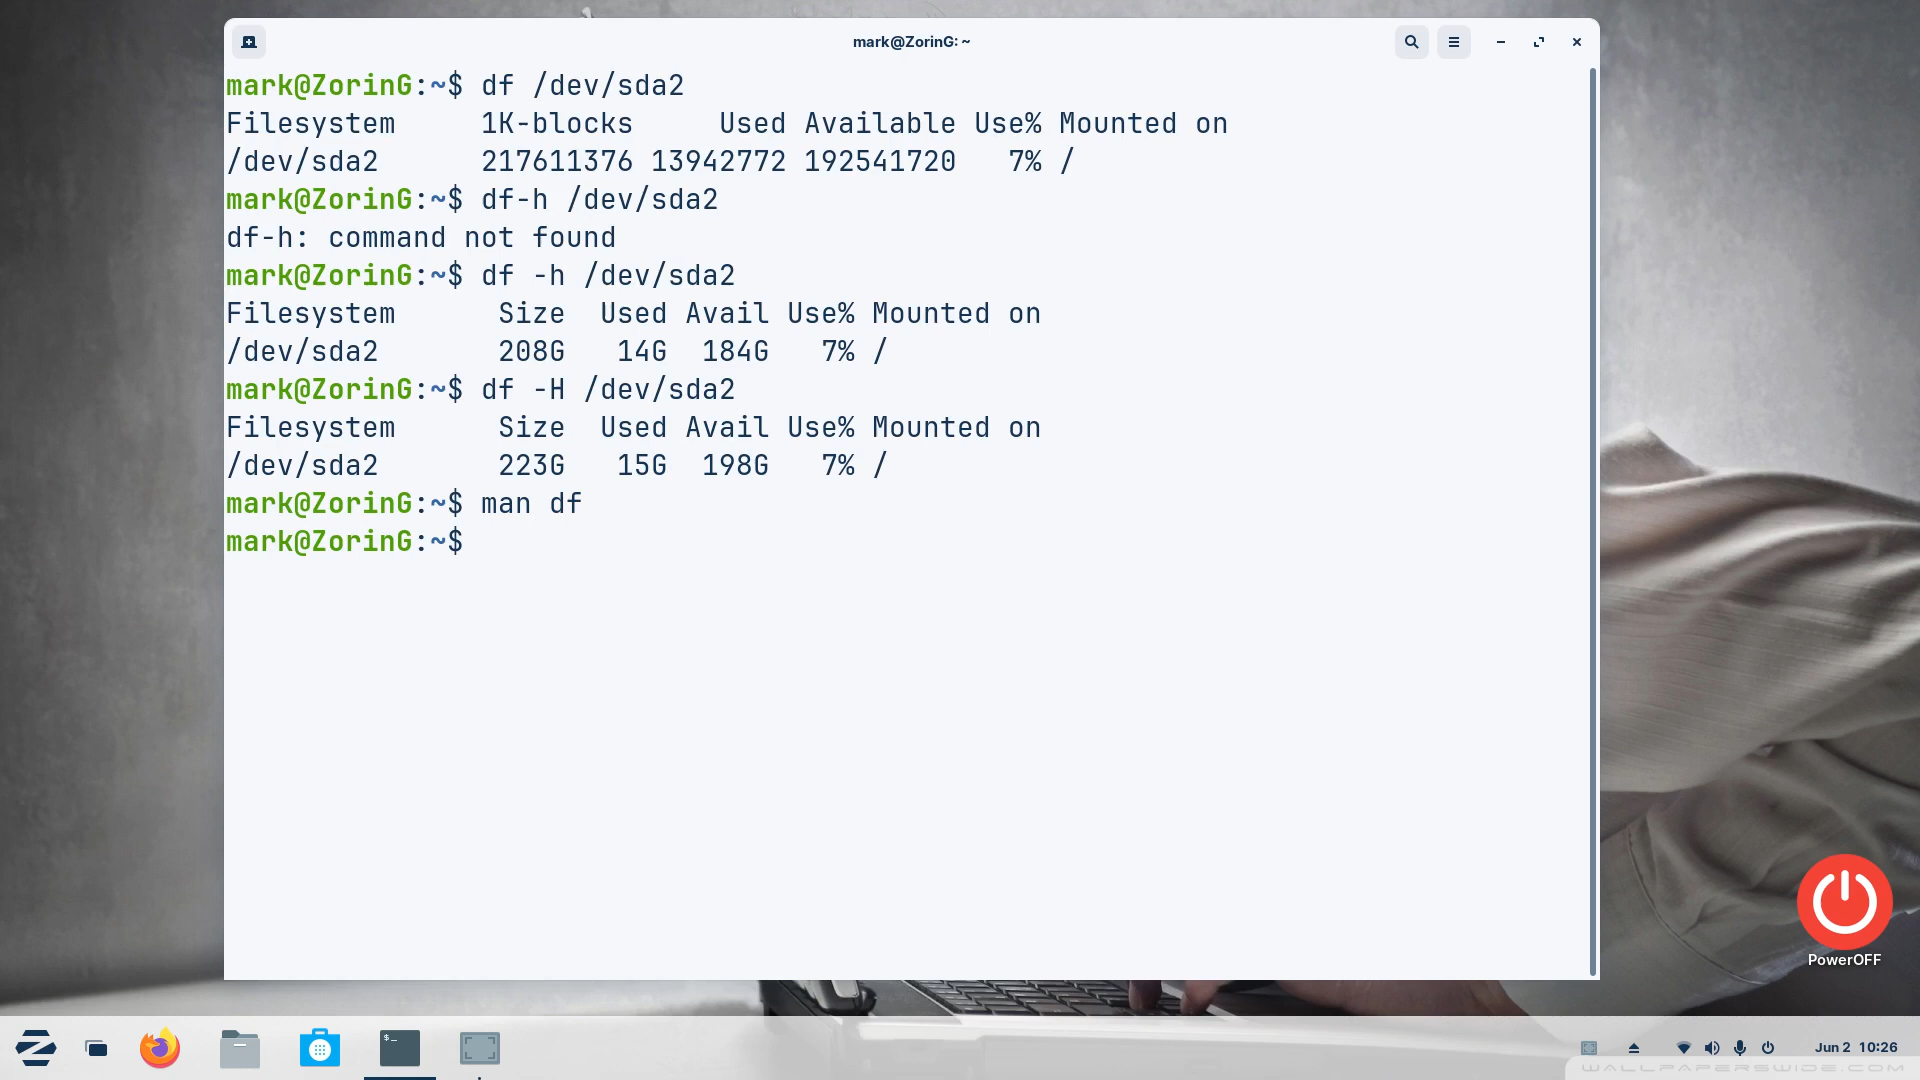 mark@ZorinG: ~
mark@ZorinG:~$ df /dev/sda2
Filesystem     1K-blocks     Used Available Use% Mounted on
/dev/sda2      217611376 13942772 192541720   7% /
mark@ZorinG:~$ df-h /dev/sda2
df-h: command not found
mark@ZorinG:~$ df -h /dev/sda2
Filesystem      Size  Used Avail Use% Mounted on
/dev/sda2       208G   14G  184G   7% /
mark@ZorinG:~$ df -H /dev/sda2
Filesystem      Size  Used Avail Use% Mounted on
/dev/sda2       223G   15G  198G   7% /
mark@ZorinG:~$ man df
mark@ZorinG:~$
PowerOFF
$_
Jun 2  10:26
WALLPAPERSWIDE.COM